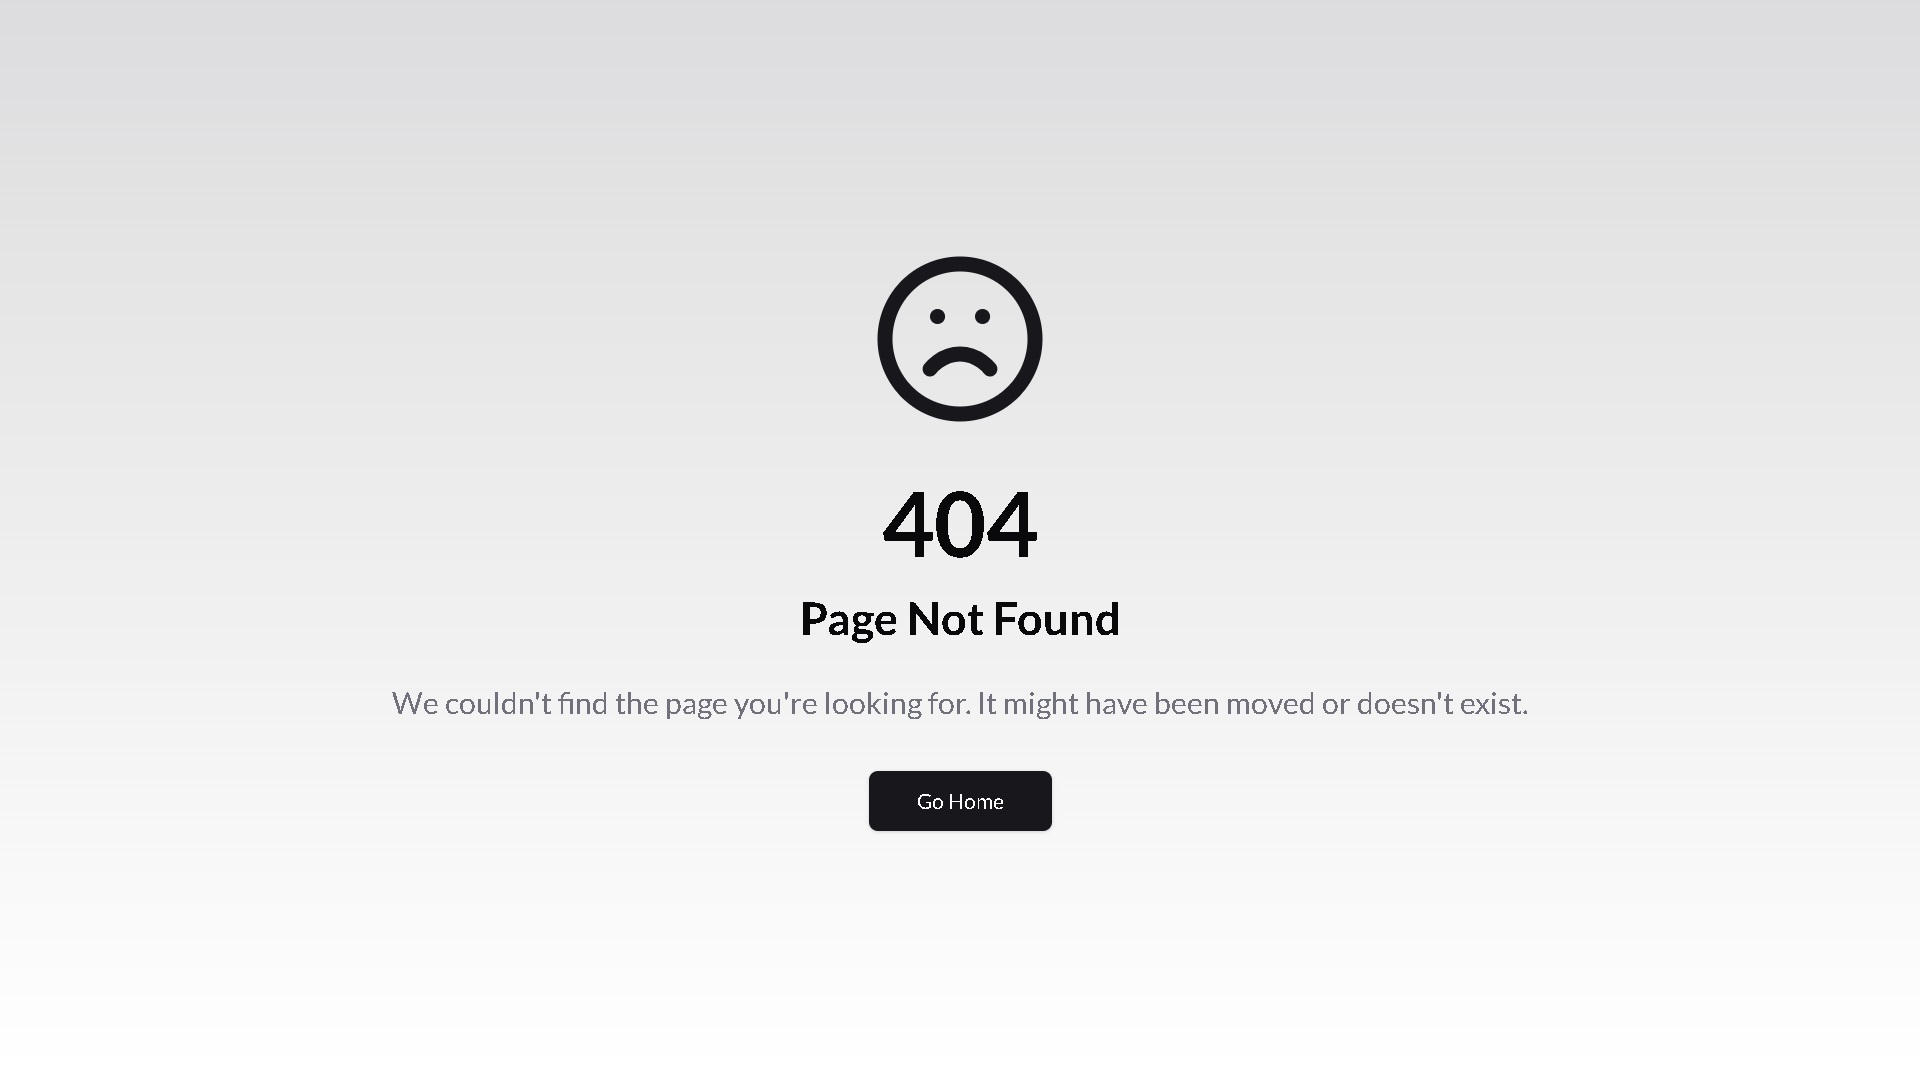 404
Page Not Found
We couldn't find the page you're looking for. It might have been moved or doesn't exist.
Go Home